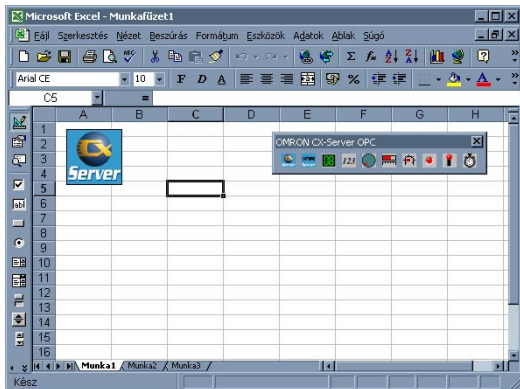 Microsoft Excel - Munkafüzet1
Fájl Szerkesztés Nézet Beszúrás Formátum Eszközök Adatok Ablak Súgó
Arial CE 10 F D A
C5 =
A B C D E F G H
1
2
3
4
5
6
7
8
9
10
11
12
13
14
15
16
CX
Server
OMRON CX-Server OPC
123
Munka1 Munka2 Munka3
Kész